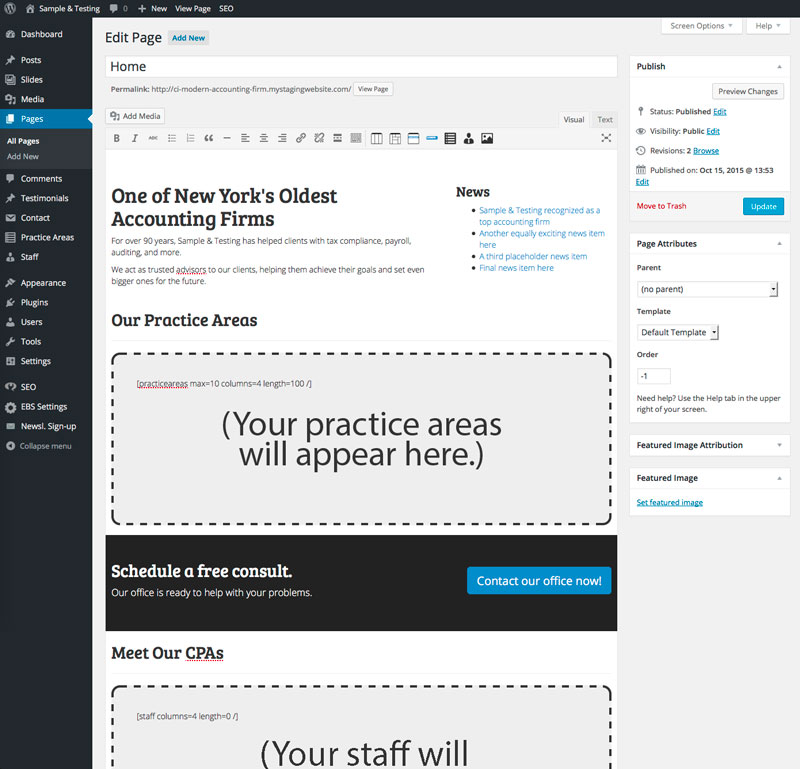 Sample & Testing 0 New View Page SEO
Dashboard
Posts
Slides
Media
Pages
All Pages
Add New
Comments
Testimonials
Contact
Practice Areas
Staff
Appearance
Plugins
Users
Tools
Settings
SEO
EBS Settings
Newsl. Sign-up
Collapse menu
Screen Options Help
Edit Page Add New
Home
Permalink: http://ci-modern-accounting-firm.mystagingwebsite.com/ View Page
Add Media
Visual Text
B I ABC
One of New York's Oldest
Accounting Firms
For over 90 years, Sample & Testing has helped clients with tax compliance, payroll,
auditing, and more.
We act as trusted advisors to our clients, helping them achieve their goals and set even
bigger ones for the future.
News
Sample & Testing recognized as a
top accounting firm
Another equally exciting news item
here
A third placeholder news item
Final news item here
Our Practice Areas
[practiceareas max=10 columns=4 length=100 /]
(Your practice areas
will appear here.)
Schedule a free consult.
Our office is ready to help with your problems.
Contact our office now!
Meet Our CPAs
[staff columns=4 length=0 /]
(Your staff will
Publish
Preview Changes
Status: Published Edit
Visibility: Public Edit
Revisions: 2 Browse
Published on: Oct 15, 2015 @ 13:53
Edit
Move to Trash Update
Page Attributes
Parent
(no parent)
Template
Default Template
Order
-1
Need help? Use the Help tab in the upper
right of your screen.
Featured Image Attribution
Featured Image
Set featured image